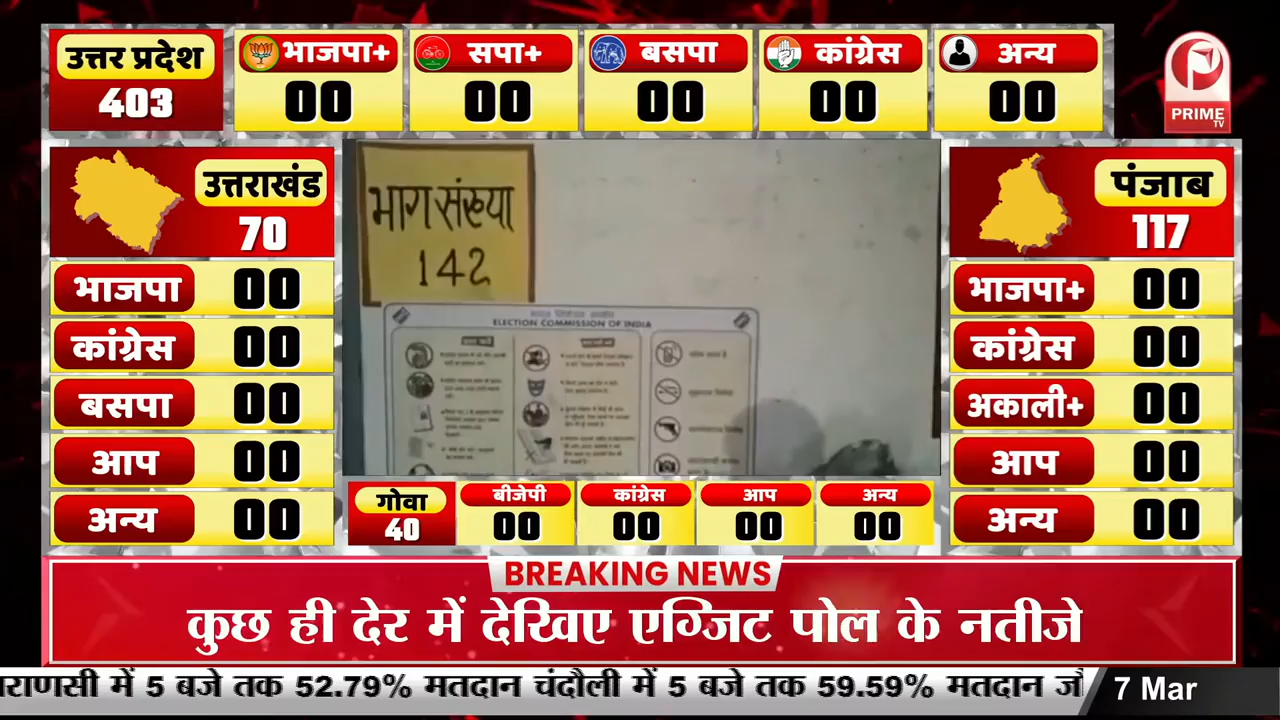 उत्तर प्रदेश
403
भाजपा+
00
सपा+
00
बसपा
00
कांग्रेस
00
अन्य
00
PRIME
TV
उत्तराखंड
70
भाजपा
00
कांग्रेस
00
बसपा
00
आप
00
अन्य
00
भाग संख्या
142
ELECTION COMMISSION OF INDIA
पंजाब
117
भाजपा+
00
कांग्रेस
00
अकाली+
00
आप
00
अन्य
00
गोवा
40
बीजेपी
00
कांग्रेस
00
आप
00
अन्य
00
BREAKING NEWS
कुछ ही देर में देखिए एग्जिट पोल के नतीजे
में 5 बजे तक 52.79% मतदान चंदौली में 5 बजे तक 59.59% मतदान
7 Mar